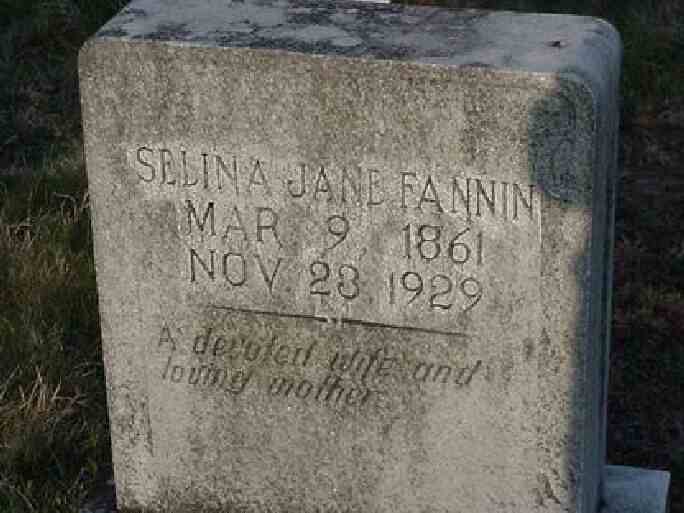 SELINA JANE FANNIN
MAR 9, 1861
NOV. 23 1929
A devoted wife and
loving mother